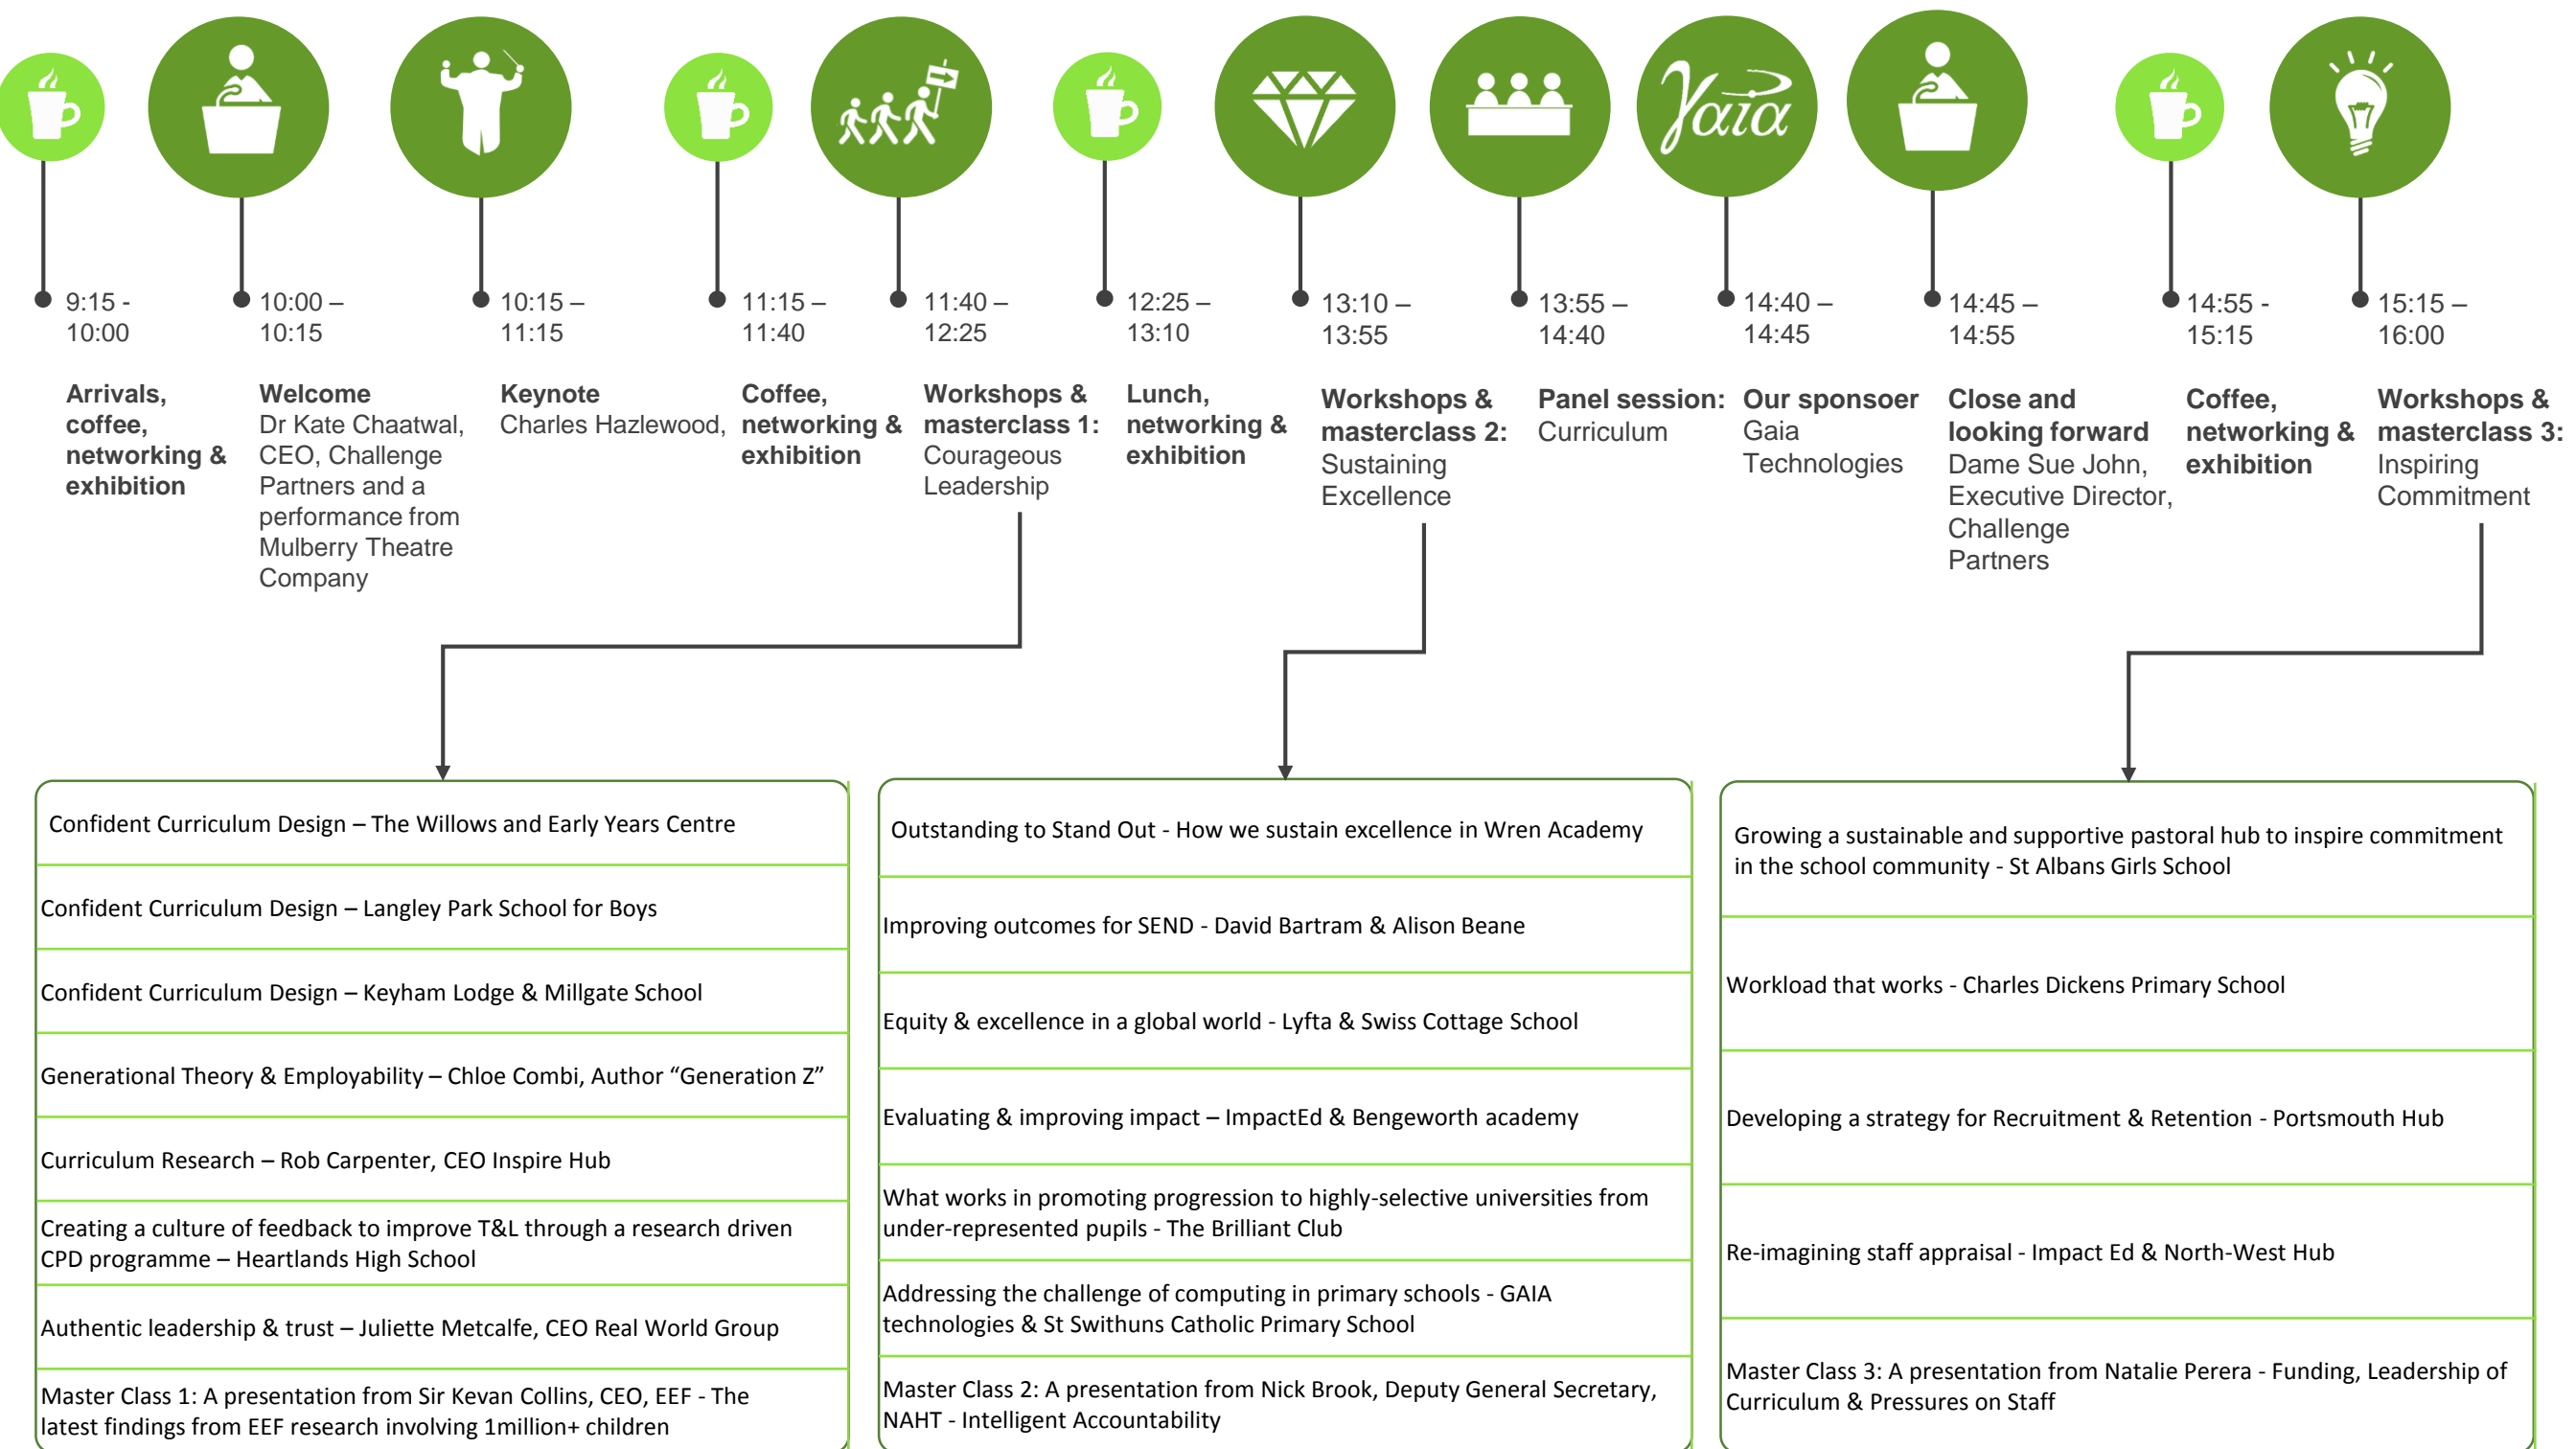 γαῖα
9:15 -
10:00
Arrivals,
coffee,
networking &
exhibition
10:00 –
10:15
Welcome
Dr Kate Chaatwal,
CEO, Challenge
Partners and a
performance from
Mulberry Theatre
Company
10:15 –
11:15
Keynote
Charles Hazlewood,
11:15 –
11:40
Coffee,
networking &
exhibition
11:40 –
12:25
Workshops &
masterclass 1:
Courageous
Leadership
12:25 –
13:10
Lunch,
networking &
exhibition
13:10 –
13:55
Workshops &
masterclass 2:
Sustaining
Excellence
13:55 –
14:40
Panel session:
Curriculum
14:40 –
14:45
Our sponsoer
Gaia
Technologies
14:45 –
14:55
Close and
looking forward
Dame Sue John,
Executive Director,
Challenge
Partners
14:55 -
15:15
Coffee,
networking &
exhibition
15:15 –
16:00
Workshops &
masterclass 3:
Inspiring
Commitment
Confident Curriculum Design – The Willows and Early Years Centre
Confident Curriculum Design – Langley Park School for Boys
Confident Curriculum Design – Keyham Lodge & Millgate School
Generational Theory & Employability – Chloe Combi, Author “Generation Z”
Curriculum Research – Rob Carpenter, CEO Inspire Hub
Creating a culture of feedback to improve T&L through a research driven
CPD programme – Heartlands High School
Authentic leadership & trust – Juliette Metcalfe, CEO Real World Group
Master Class 1: A presentation from Sir Kevan Collins, CEO, EEF - The
latest findings from EEF research involving 1million+ children
Outstanding to Stand Out - How we sustain excellence in Wren Academy
Improving outcomes for SEND - David Bartram & Alison Beane
Equity & excellence in a global world - Lyfta & Swiss Cottage School
Evaluating & improving impact – ImpactEd & Bengeworth academy
What works in promoting progression to highly-selective universities from
under-represented pupils - The Brilliant Club
Addressing the challenge of computing in primary schools - GAIA
technologies & St Swithuns Catholic Primary School
Master Class 2: A presentation from Nick Brook, Deputy General Secretary,
NAHT - Intelligent Accountability
Growing a sustainable and supportive pastoral hub to inspire commitment
in the school community - St Albans Girls School
Workload that works - Charles Dickens Primary School
Developing a strategy for Recruitment & Retention - Portsmouth Hub
Re-imagining staff appraisal - Impact Ed & North-West Hub
Master Class 3: A presentation from Natalie Perera - Funding, Leadership of
Curriculum & Pressures on Staff